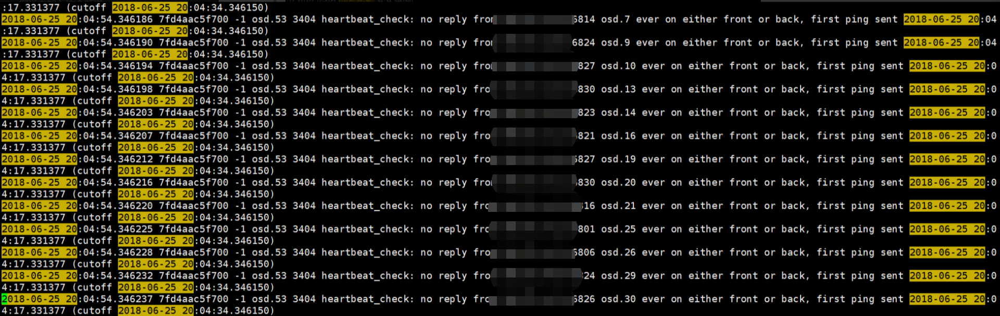 :17.331377 (cutoff 2018-06-25 20:04:34.346150)
2018-06-25 20:04:54.346186 7fd4aac5f700 -1 osd.53 3404 heartbeat_check: no reply from 6814 osd.7 ever on either front or back, first ping sent 2018-06-25 20:04
:17.331377 (cutoff 2018-06-25 20:04:34.346150)
2018-06-25 20:04:54.346190 7fd4aac5f700 -1 osd.53 3404 heartbeat_check: no reply from 6824 osd.9 ever on either front or back, first ping sent 2018-06-25 20:04
:17.331377 (cutoff 2018-06-25 20:04:34.346150)
2018-06-25 20:04:54.346194 7fd4aac5f700 -1 osd.53 3404 heartbeat_check: no reply from 827 osd.10 ever on either front or back, first ping sent 2018-06-25 20:0
4:17.331377 (cutoff 2018-06-25 20:04:34.346150)
2018-06-25 20:04:54.346198 7fd4aac5f700 -1 osd.53 3404 heartbeat_check: no reply fro 830 osd.13 ever on either front or back, first ping sent 2018-06-25 20:0
4:17.331377 (cutoff 2018-06-25 20:04:34.346150)
2018-06-25 20:04:54.346203 7fd4aac5f700 -1 osd.53 3404 heartbeat_check: no reply fro 823 osd.14 ever on either front or back, first ping sent 2018-06-25 20:0
4:17.331377 (cutoff 2018-06-25 20:04:34.346150)
2018-06-25 20:04:54.346207 7fd4aac5f700 -1 osd.53 3404 heartbeat_check: no reply fro 821 osd.16 ever on either front or back, first ping sent 2018-06-25 20:0
4:17.331377 (cutoff 2018-06-25 20:04:34.346150)
2018-06-25 20:04:54.346212 7fd4aac5f700 -1 osd.53 3404 heartbeat_check: no reply fro 6827 osd.19 ever on either front or back, first ping sent 2018-06-25 20:0
4:17.331377 (cutoff 2018-06-25 20:04:34.346150)
2018-06-25 20:04:54.346216 7fd4aac5f700 -1 osd.53 3404 heartbeat_check: no reply from 830 osd.20 ever on either front or back, first ping sent 2018-06-25 20:0
4:17.331377 (cutoff 2018-06-25 20:04:34.346150)
2018-06-25 20:04:54.346220 7fd4aac5f700 -1 osd.53 3404 heartbeat_check: no reply fro 16 osd.21 ever on either front or back, first ping sent 2018-06-25 20:0
4:17.331377 (cutoff 2018-06-25 20:04:34.346150)
2018-06-25 20:04:54.346225 7fd4aac5f700 -1 osd.53 3404 heartbeat_check: no reply fro 801 osd.25 ever on either front or back, first ping sent 2018-06-25 20:0
4:17.331377 (cutoff 2018-06-25 20:04:34.346150)
2018-06-25 20:04:54.346228 7fd4aac5f700 -1 osd.53 3404 heartbeat_check: no reply fro 6806 osd.26 ever on either front or back, first ping sent 2018-06-25 20:0
4:17.331377 (cutoff 2018-06-25 20:04:34.346150)
2018-06-25 20:04:54.346232 7fd4aac5f700 -1 osd.53 3404 heartbeat_check: no reply fro 24 osd.29 ever on either front or back, first ping sent 2018-06-25 20:0
4:17.331377 (cutoff 2018-06-25 20:04:34.346150)
2018-06-25 20:04:54.346237 7fd4aac5f700 -1 osd.53 3404 heartbeat_check: no reply fro 6826 osd.30 ever on either front or back, first ping sent 2018-06-25 20:0
4:17.331377 (cutoff 2018-06-25 20:04:34.346150)